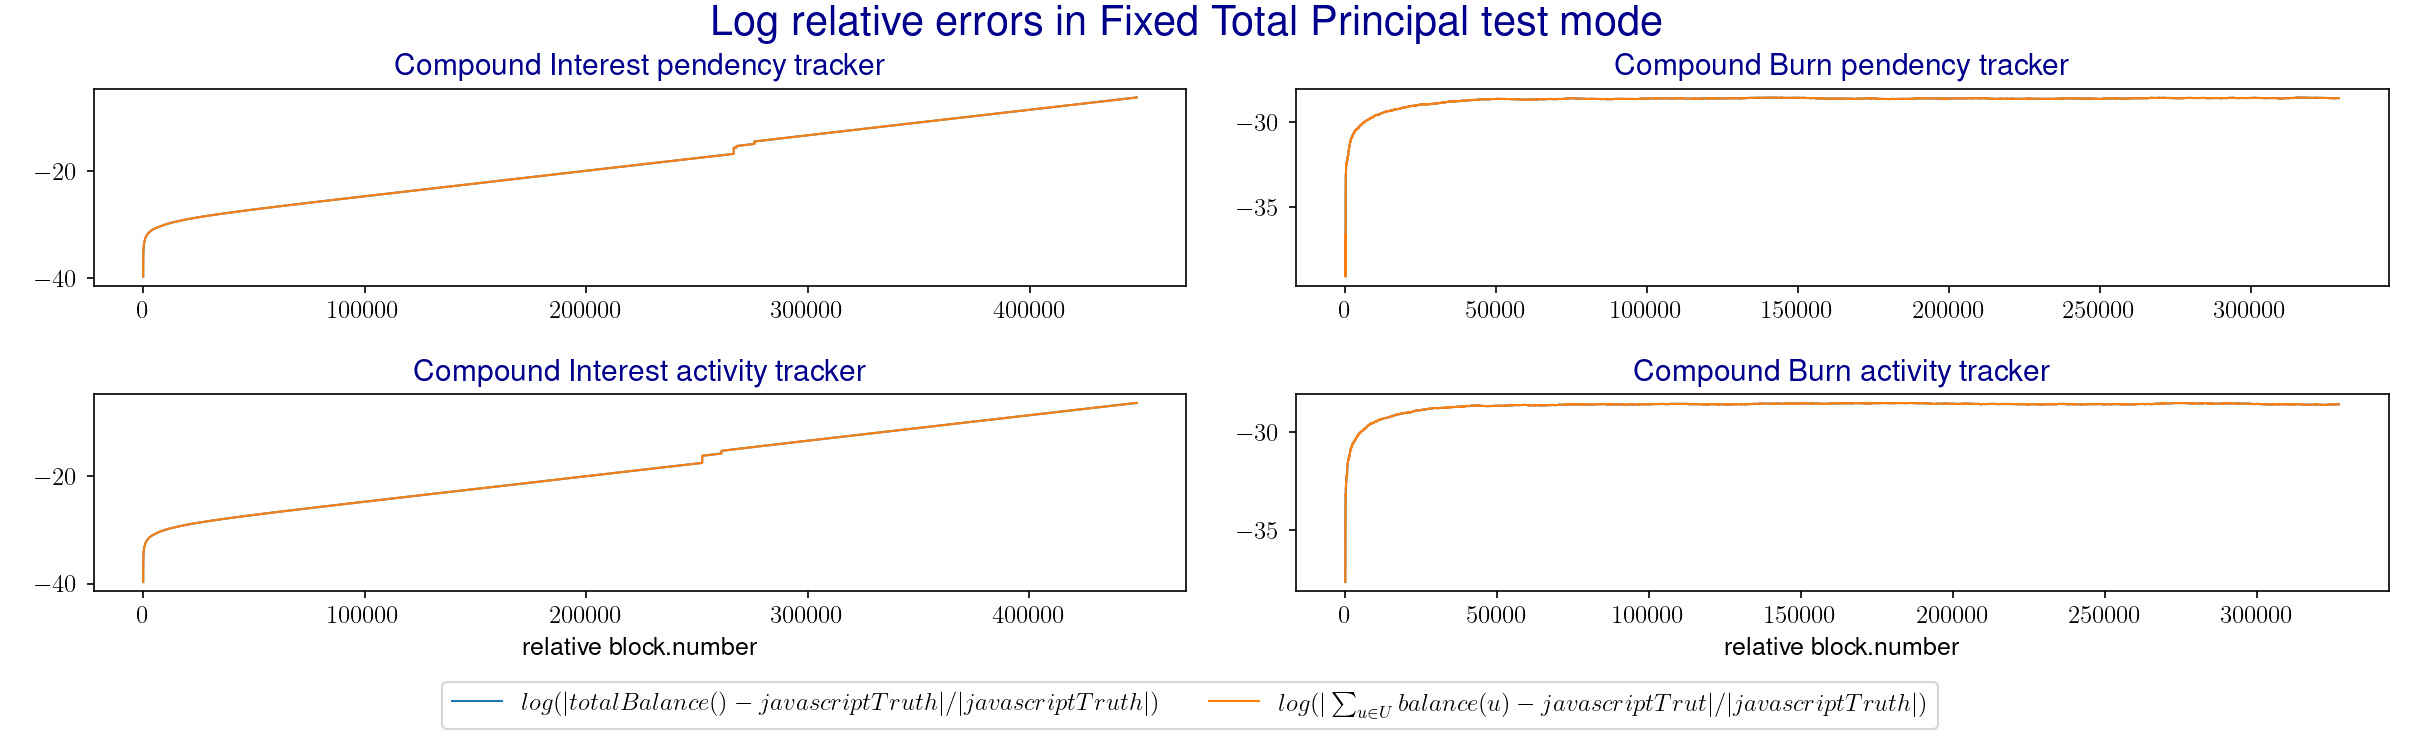 Log relative errors in Fixed Total Principal test mode
Compound Interest pendency tracker
−20
−40
0 100000 200000 300000 400000
Compound Burn pendency tracker
−30
−35
0 50000 100000 150000 200000 250000 300000
Compound Interest activity tracker
−20
−40
0 100000 200000 300000 400000
relative block.number
Compound Burn activity tracker
−30
−35
0 50000 100000 150000 200000 250000 300000
relative block.number
log(|totalBalance() − javascriptTruth|/|javascriptTruth|)
log(| ∑u∈U balance(u) − javascriptTrut|/|javascriptTruth|)